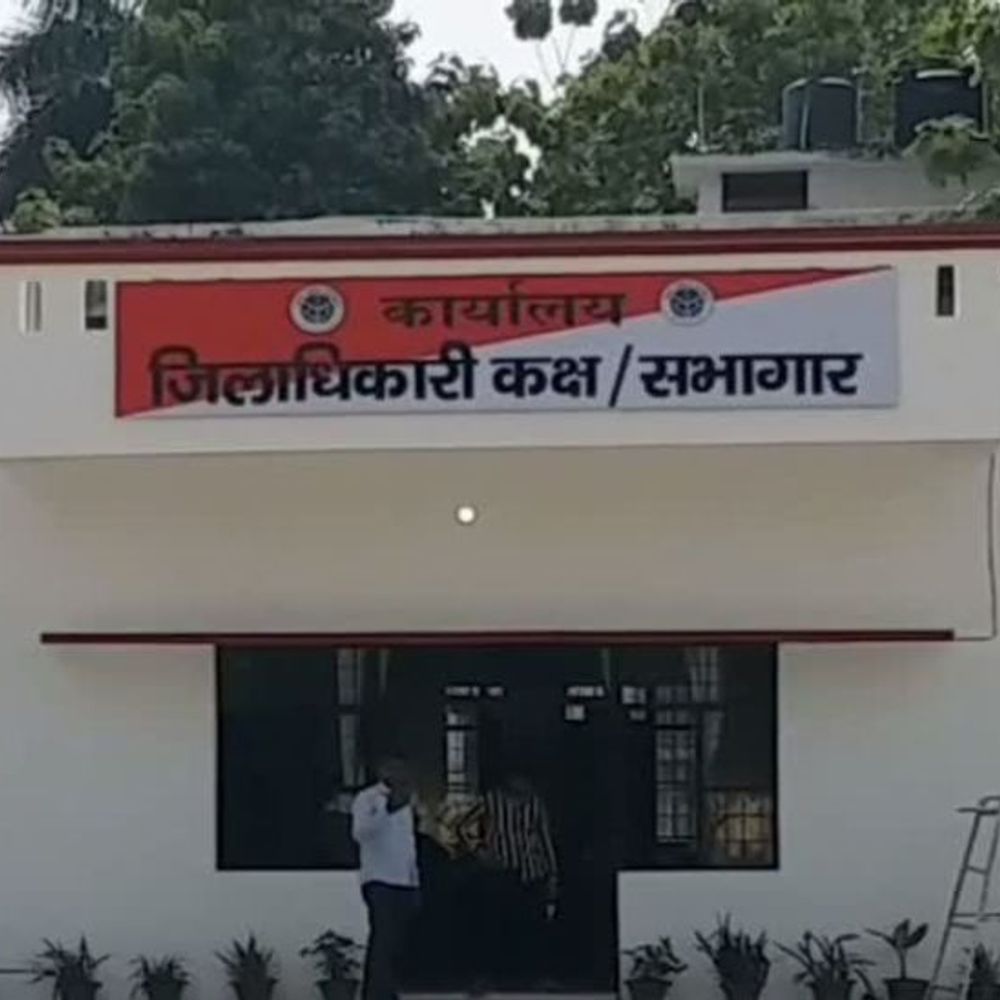 कार्यालय
जिलाधिकारी कक्ष / सभागार